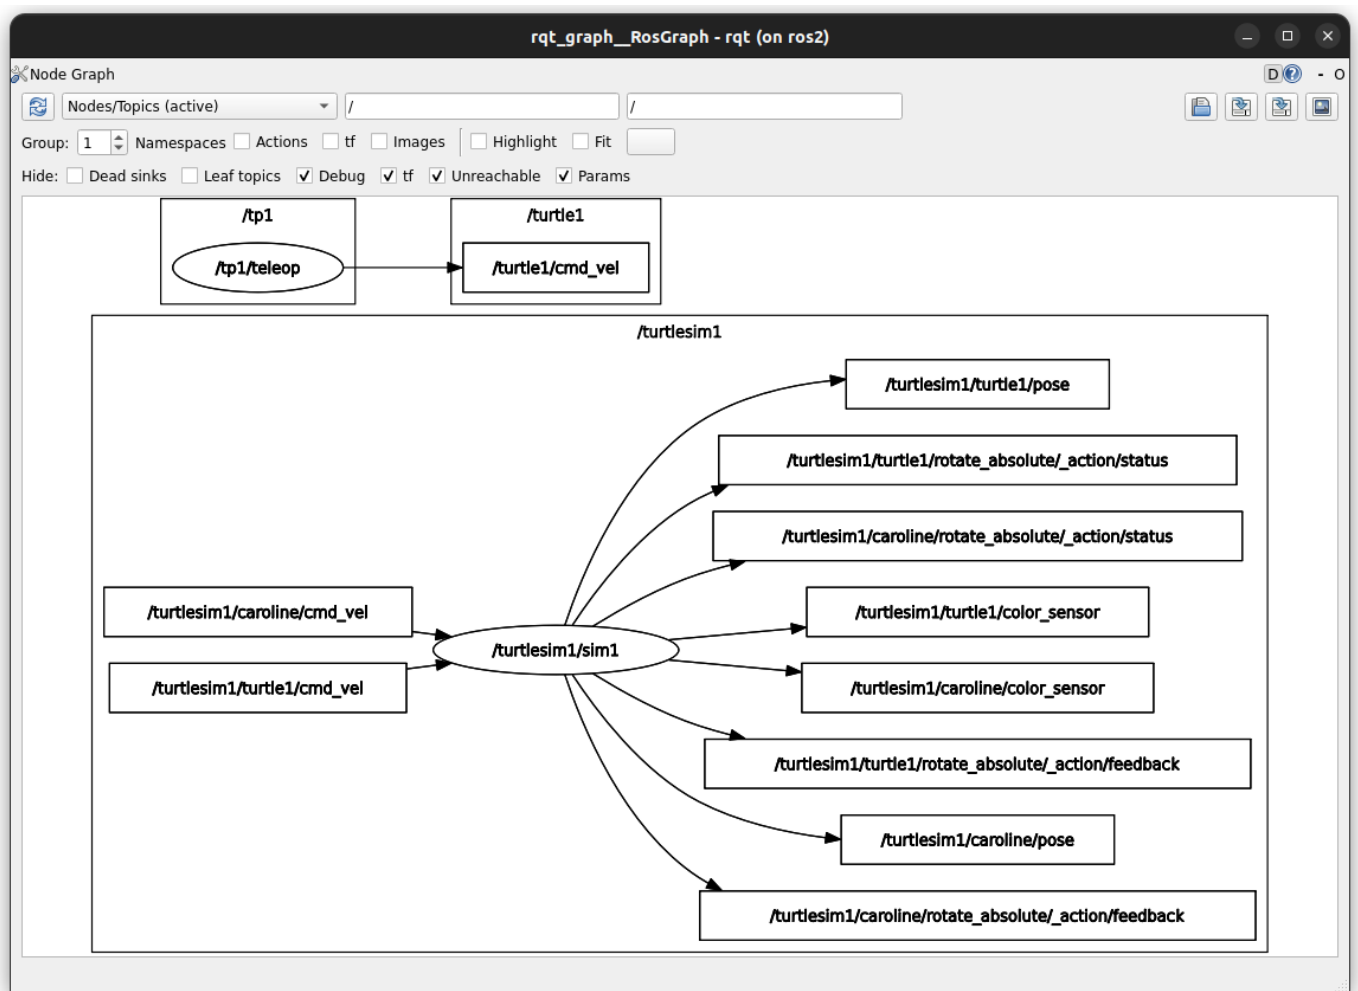 rqt_graph__RosGraph - rqt (on ros2)
Node Graph
D - O
Nodes/Topics (active) / /
Group: 1 Namespaces Actions tf Images Highlight Fit
Hide: Dead sinks Leaf topics Debug tf Unreachable Params
/tp1
/turtle1
/tp1/teleop
/turtle1/cmd_vel
/turtlesim1
/turtlesim1/turtle1/pose
/turtlesim1/turtle1/rotate_absolute/_action/status
/turtlesim1/caroline/rotate_absolute/_action/status
/turtlesim1/caroline/cmd_vel
/turtlesim1/turtle1/color_sensor
/turtlesim1/sim1
/turtlesim1/turtle1/cmd_vel
/turtlesim1/caroline/color_sensor
/turtlesim1/turtle1/rotate_absolute/_action/feedback
/turtlesim1/caroline/pose
/turtlesim1/caroline/rotate_absolute/_action/feedback